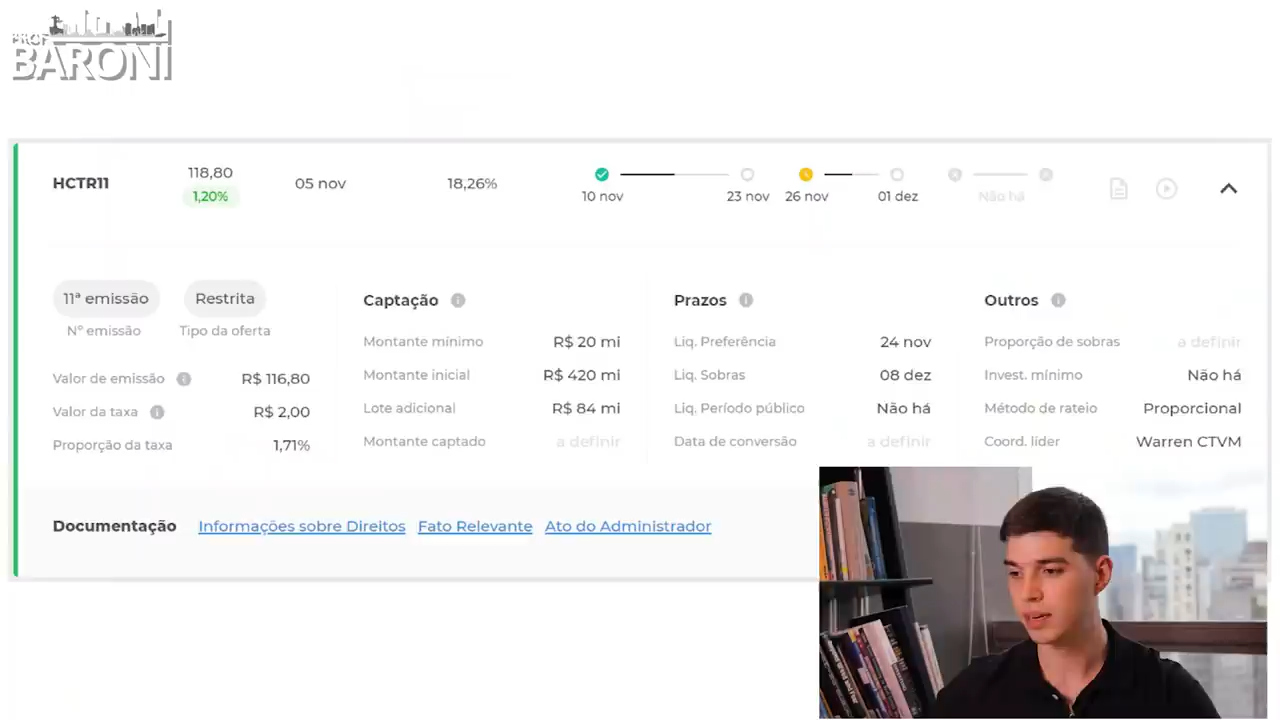 PROF.
BARONI
HCTR11
118,80
1,20%
05 nov
18,26%
10 nov
23 nov
26 nov
01 dez
Não há
11ª emissão
Nº emissão
Restrita
Tipo da oferta
Valor de emissão R$ 116,80
Valor da taxa R$ 2,00
Proporção da taxa 1,71%
Captação
Montante mínimo R$ 20 mi
Montante inicial R$ 420 mi
Lote adicional R$ 84 mi
Montante captado a definir
Prazos
Liq. Preferência 24 nov
Liq. Sobras 08 dez
Liq. Período público Não há
Data de conversão a definir
Outros
Proporção de sobras a definir
Invest. mínimo Não há
Método de rateio Proporcional
Coord. líder Warren CTVM
Documentação Informações sobre Direitos Fato Relevante Ato do Administrador